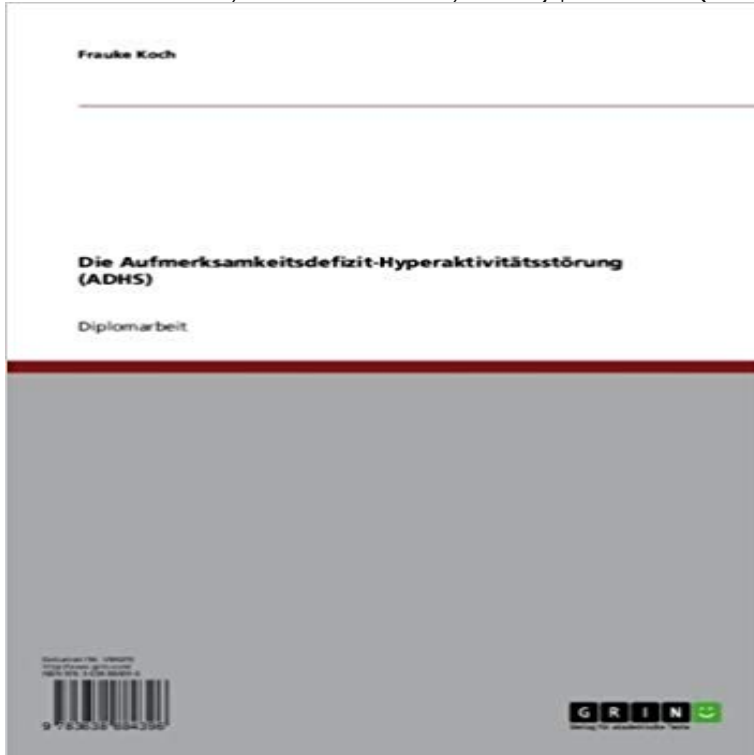 Frauke Koch
Die Aufmerksamkeitsdefizit-Hyperaktivitätsstörung
(ADHS)
Diplomarbeit
GRIN